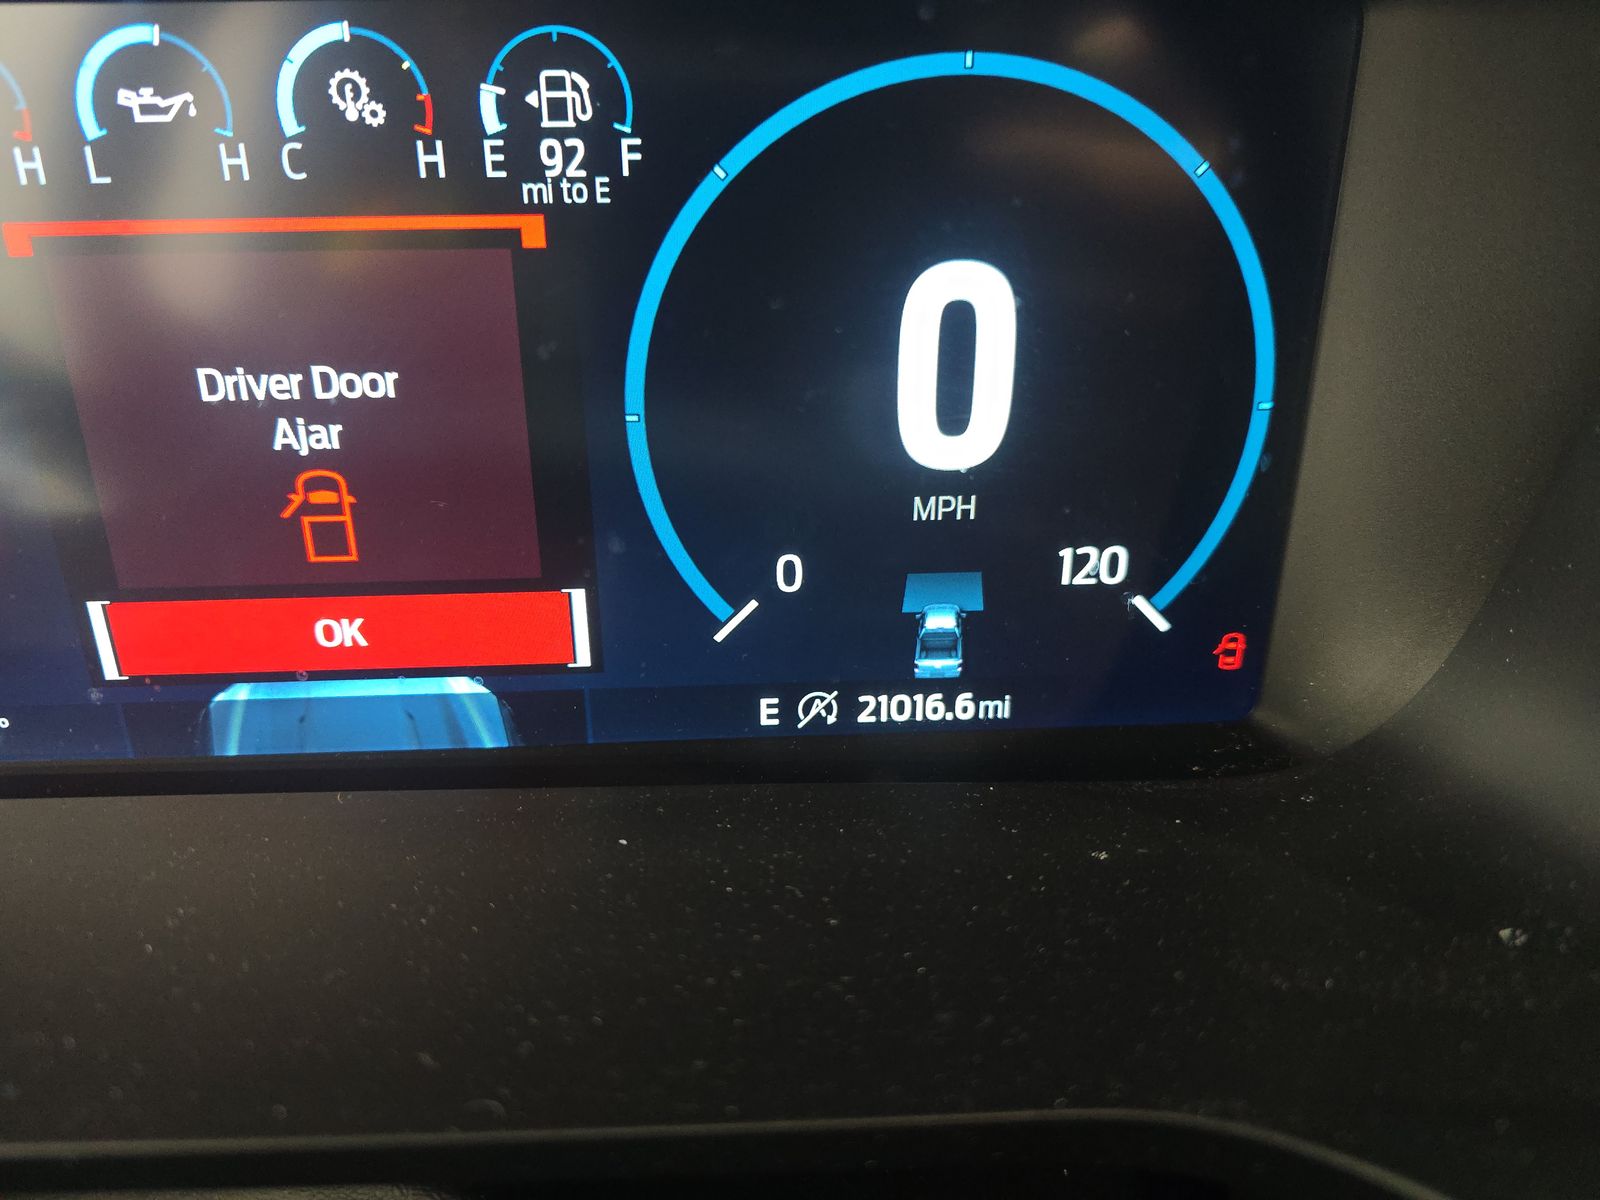 H L H C H E 92 F
mi to E
Driver Door
Ajar
OK
0
MPH
0 120
E 21016.6 mi